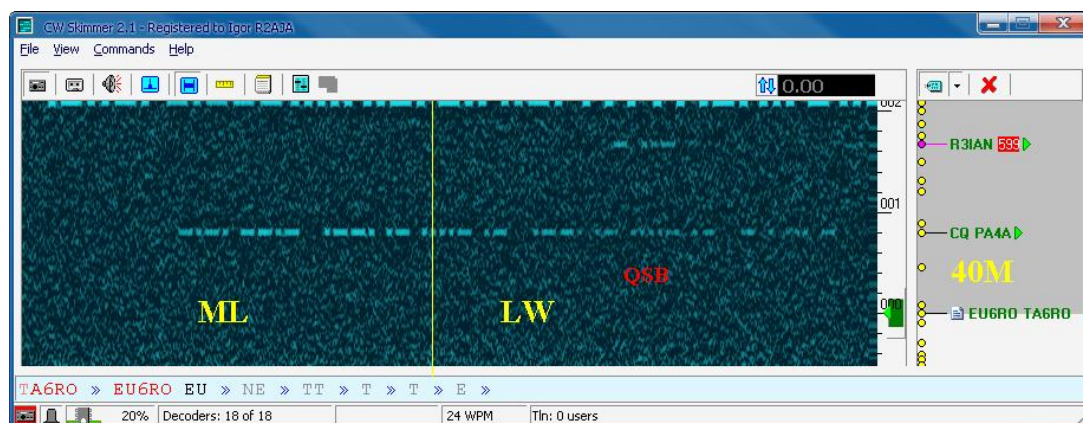 CW Skimmer 2.1 - Registered to Igor R2AJA
File View Commands Help
0.00
002
R3IAN 599
001
CQ PA4A
QSB
40M
ML LW
000
EU6RO TA6RO
TA6RO » EU6RO EU » NE » TT » T » T » E »
20% Decoders: 18 of 18 24 WPM Tln: 0 users